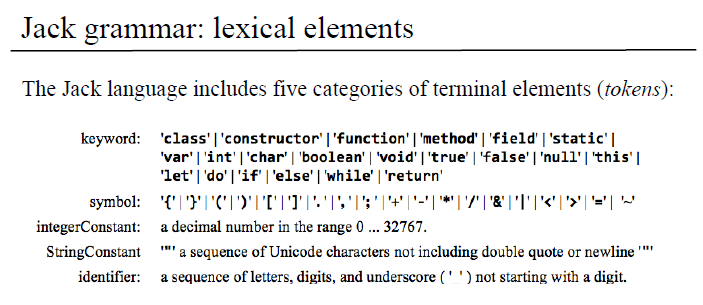 Jack grammar: lexical elements
The Jack language includes five categories of terminal elements (tokens):
keyword: 'class'|'constructor'|'function'|'method'|'field'|'static'|
'var'|'int'|'char'|'boolean'|'void'|'true'|'false'|'null'|'this'|
'let'|'do'|'if'|'else'|'while'|'return'
symbol: '{'|'}'|'('|')'|'['|']'|'.'|','|';'|'+'|'-'|'*'|'/'|'&'|'|'|'<'|'>'|'='|'~'
integerConstant: a decimal number in the range 0 ... 32767.
StringConstant '"' a sequence of Unicode characters not including double quote or newline '"'
identifier: a sequence of letters, digits, and underscore ('_') not starting with a digit.